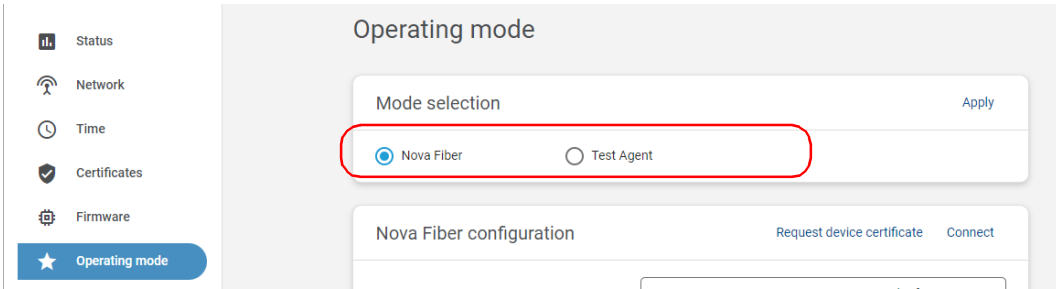 Status
Network
Time
Certificates
Firmware
Operating mode
Operating mode
Mode selection
Apply
Nova Fiber
Test Agent
Nova Fiber configuration
Request device certificate
Connect